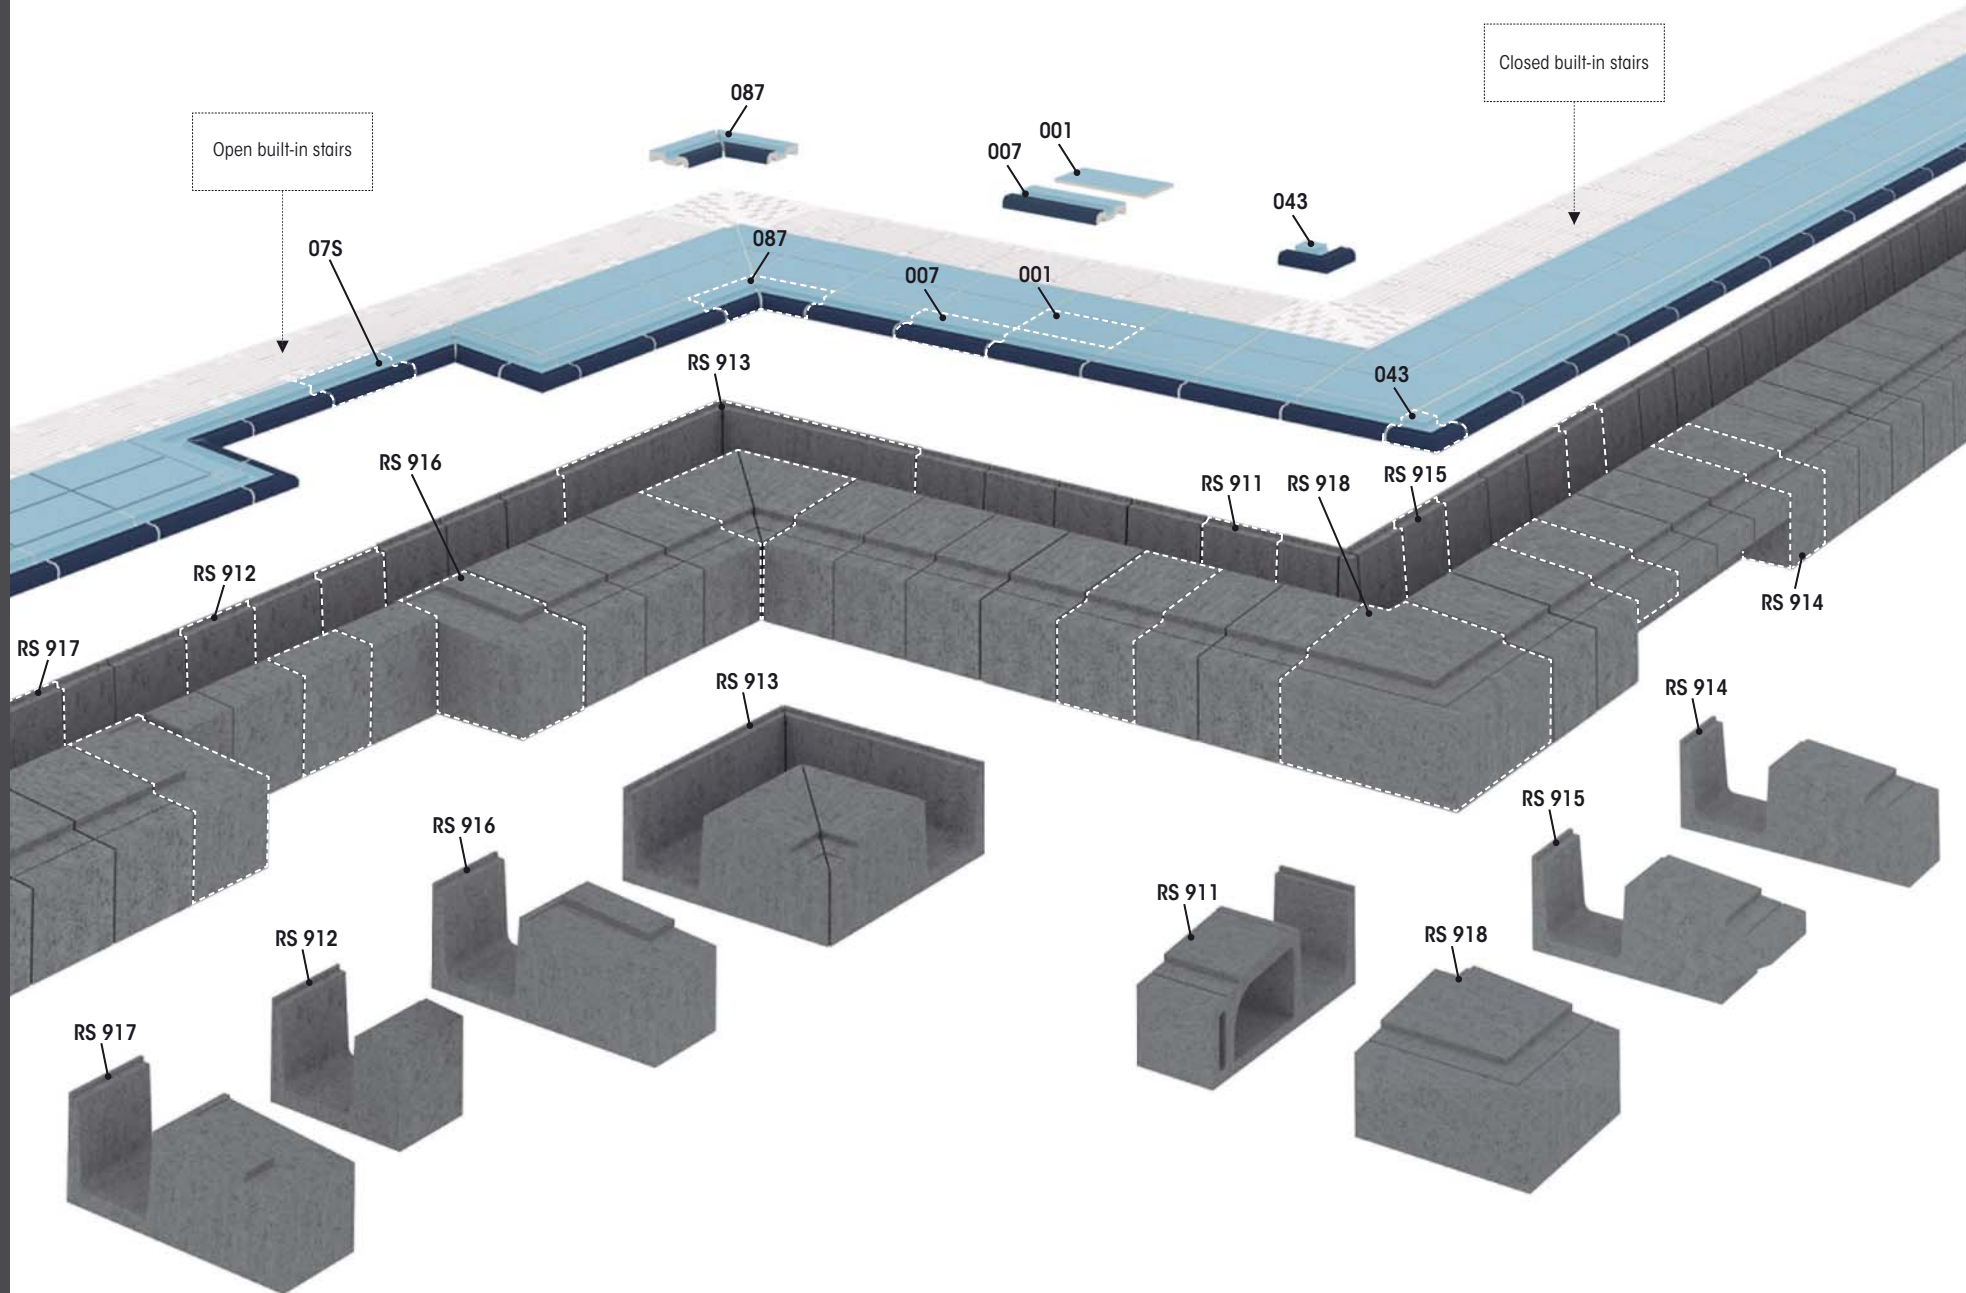 Closed built-in stairs
087
001
Open built-in stairs
007
043
07S
087
007
001
RS 913
043
RS 916
RS 911
RS 918
RS 915
RS 912
RS 914
RS 917
RS 913
RS 914
RS 915
RS 916
RS 911
RS 918
RS 912
RS 917